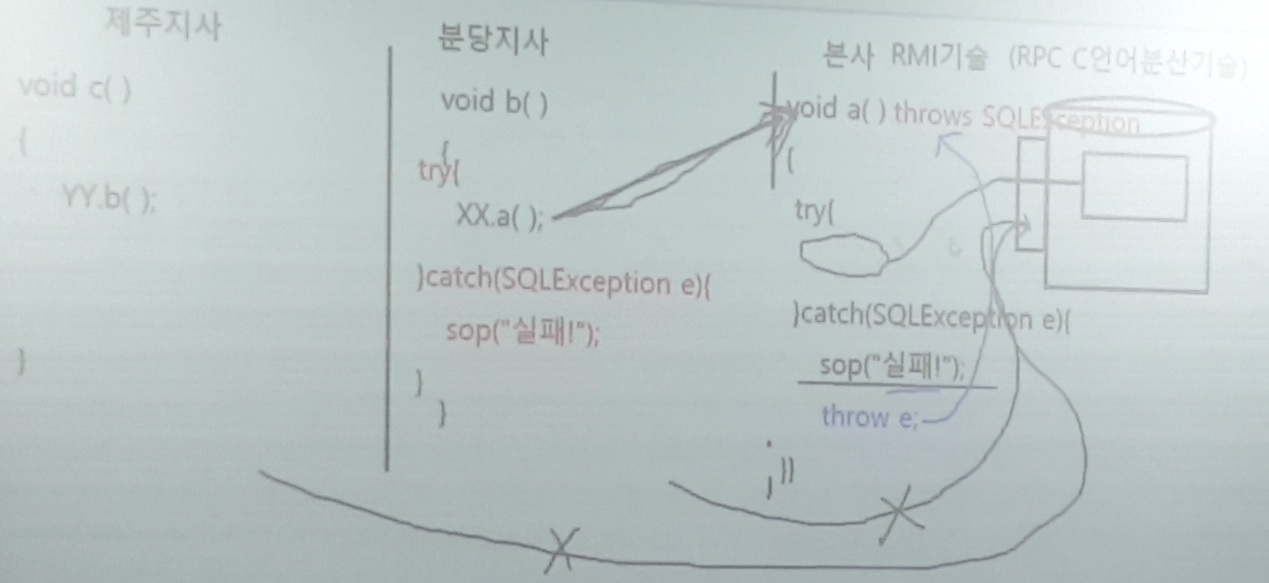 제주지사
void c( )
{
YY.b( );
}
분당지사
void b( )
{
try{
XX.a( );
}catch(SQLException e){
sop("실패!");
}
}
본사 RMI기술 (RPC C언어분산기술)
void a( ) throws SQLException
{
try{
}catch(SQLException e){
sop("실패!");
throw e;
;
}}